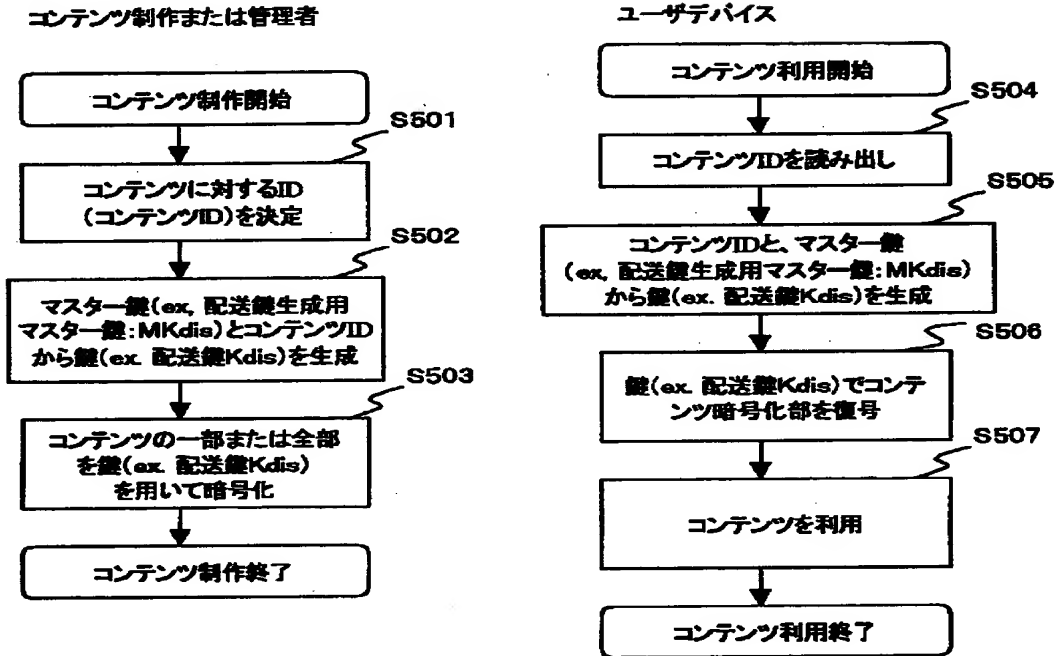 コンテンツ制作または管理者
コンテンツ制作開始
S501
コンテンツに対するID
(コンテンツID)を決定
S502
マスター鍵(ex, 配送鍵生成用
マスター鍵:MKdis)とコンテンツID
から鍵(ex. 配送鍵Kdis)を生成
S503
コンテンツの一部または全部
を鍵(ex. 配送鍵Kdis)
を用いて暗号化
コンテンツ制作終了
ユーザデバイス
コンテンツ利用開始
S504
コンテンツIDを読み出し
S505
コンテンツIDと、マスター鍵
(ex, 配送鍵生成用マスター鍵:MKdis)
から鍵(ex. 配送鍵Kdis)を生成
S506
鍵(ex. 配送鍵Kdis)でコンテ
ンツ暗号化部を復号
S507
コンテンツを利用
コンテンツ利用終了